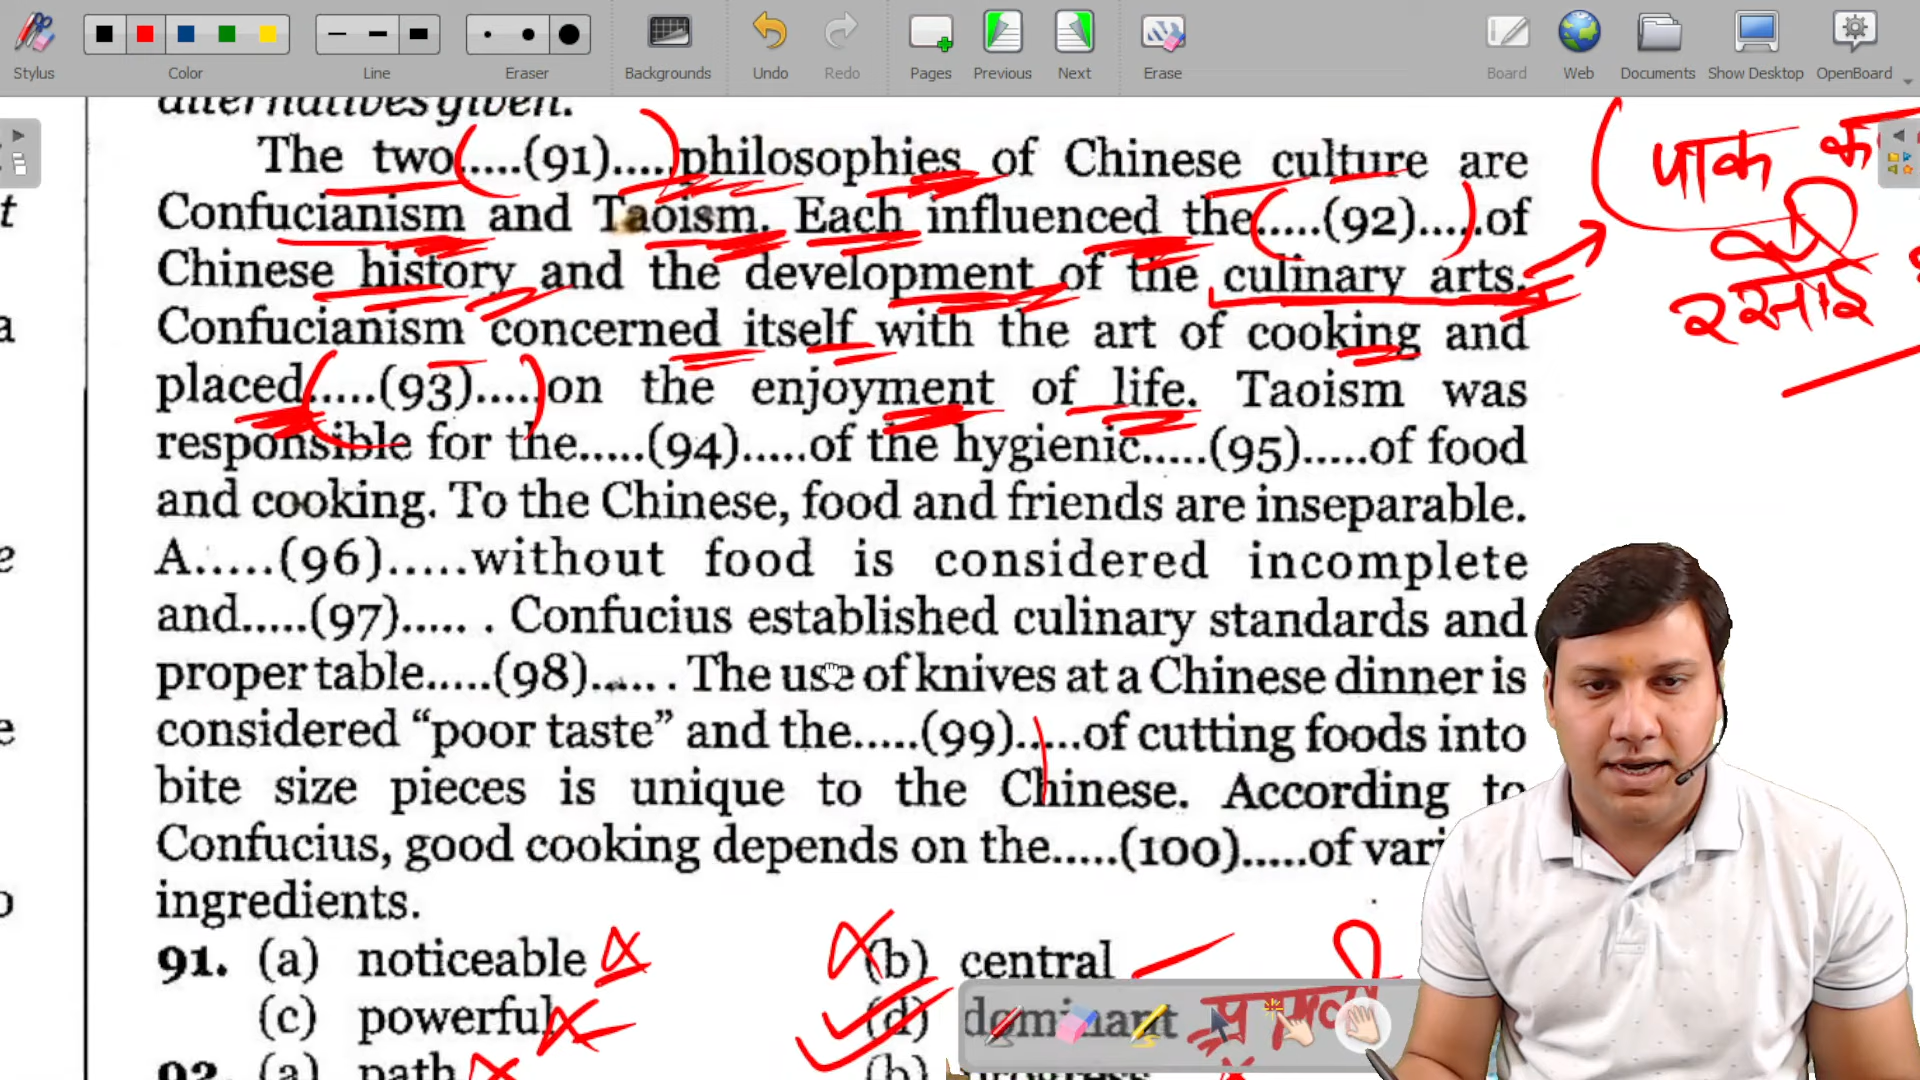 Stylus
Color
Line
Eraser
Backgrounds
Undo
Redo
Pages
Previous
Next
Erase
Board
Web
Documents
Show Desktop
OpenBoard
alternatives given.
The two.....(91).....philosophies of Chinese culture are
Confucianism and Taoism. Each influenced the.....(92).....of
Chinese history and the development of the culinary arts.
Confucianism concerned itself with the art of cooking and
placed.....(93).....on the enjoyment of life. Taoism was
responsible for the.....(94).....of the hygienic.....(95).....of food
and cooking. To the Chinese, food and friends are inseparable.
A.....(96).....without food is considered incomplete
and.....(97)..... . Confucius established culinary standards and
proper table.....(98)..... . The use of knives at a Chinese dinner is
considered “poor taste” and the.....(99).....of cutting foods into
bite size pieces is unique to the Chinese. According to
Confucius, good cooking depends on the.....(100).....of vari
ingredients.
91. (a) noticeable (b) central
(c) powerful (d) dominant
92. (a) path (b) progress
पाक
रसोई